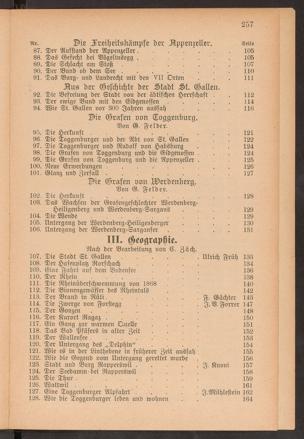 257
Nr. Die Freiheitskämpfe der Appenzeller. Seite
87. Der Aufstand der Appenzeller 105
88. Das Gefecht bei Vögelinsegg 105
89. Die Schlacht am Stoß 107
90. Der Bund ob dem See 110
91. Das Burg- und Landrecht mit den VII Orten 111
Aus der Geschichte der Stadt St. Gallen.
92. Die Befreiung der Stadt von der äbtischen Herrschaft 112
93. Der ewige Bund mit den Eidgenossen 114
94. Wie St. Gallen vor 300 Jahren aussah 116
Die Grafen von Toggenburg.
Von G. Felder.
95. Die Herkunft 121
96. Die Toggenburger und der Abt von St. Gallen 122
97. Die Toggenburger und Rudolf von Habsburg 124
98. Die Grafen von Toggenburg und die Eidgenossen 124
99. Die Grafen von Toggenburg und die Appenzeller 125
100. Neue Erwerbungen 126
101. Glanz und Zerfall 127
Die Grafen von Werdenberg.
Von G. Felder.
102. Die Herkunft 128
103. Das Wachsen der Grafengeschlechter Werdenberg-
Heiligenberg und Werdenberg-Sargans 129
104. Die Wende 129
105. Untergang der Werdenberg-Heiligenberger 130
106. Untergang der Werdenberg-Sarganser 131
III. Geographie.
Nach der Bearbeitung von C. Zäch.
107. Die Stadt St. Gallen Ulrich Früh 133
108. Der Hafenplatz Rorschach 134
109. Eine Fahrt auf dem Bodensee 136
110. Der Rhein 138
111. Die Rheinüberschwemmung von 1868 140
112. Die Binnengewässer des Rheintals 142
113. Der Brand in Rüti F. Gächter 143
114. Die Zwerge von Forstegg J. P. Forrer 147
115. Der Gonzen 148
116. Der Kurort Ragaz 150
117. Ein Gang zur warmen Quelle 151
118. Das Bad Pfäfers in alter Zeit 152
119. Der Wallensee 153
120. Der Untergang des „Delphin“ 154
121. Wie es in der Linthebene in früherer Zeit aussah 155
122. Wie die Gegend vom Untergang gerettet wurde 156
123. Stadt und Burg Rapperswil J. Kuoni 157
124. Der Seedamm bei Rapperswil 158
125. Die Thur 159
126. Wattwil 161
127. Eine Toggenburger Alpfahrt J. Mühlestein 162
128. Wie die Toggenburger leben und wohnen 164